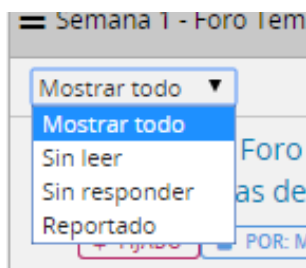 Semana 1 - Foro Tem
Mostrar todo
Mostrar todo
Sin leer
Foro
Sin responder
as de
Reportado
POR: M